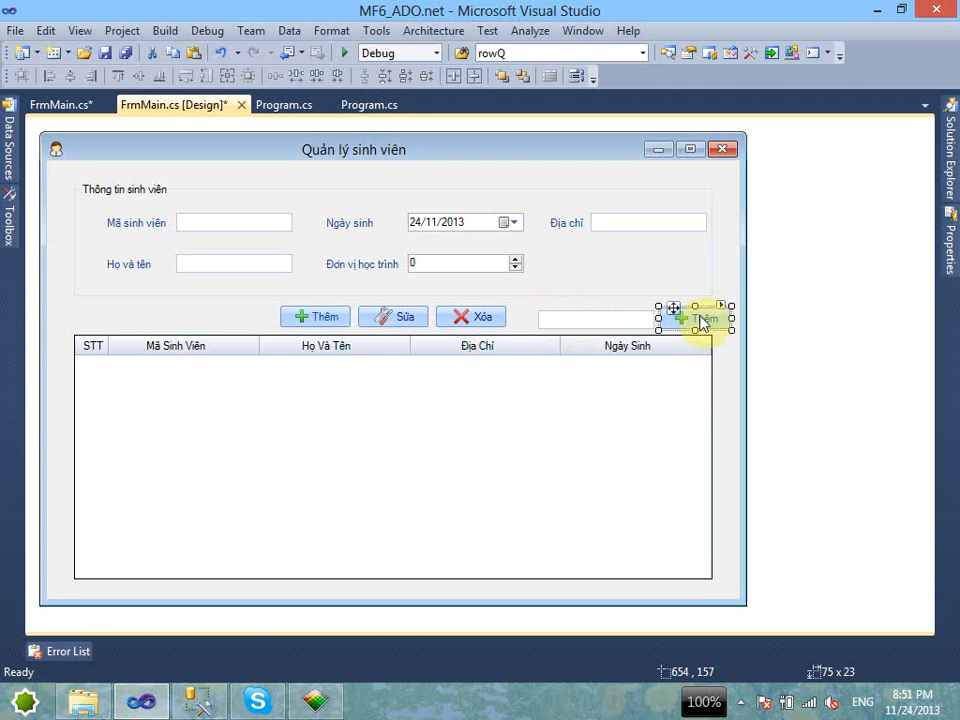 MF6_ADO.net - Microsoft Visual Studio
File Edit View Project Build Debug Team Data Tools Architecture Test Analyze Window Help
Format
Debug rowQ
FrmMain.cs* FrmMain.cs [Design]* Program.cs Program.cs
Data Sources
Toolbox
Solution Explorer
Properties
Quản lý sinh viên
Thông tin sinh viên
Mã sinh viên Ngày sinh 24/11/2013 Địa chỉ
Họ và tên Đơn vị học trình 0
Thêm Sửa Xóa Thêm
STT Mã Sinh Viên Họ Và Tên Địa Chỉ Ngày Sinh
Error List
Ready 654 , 157 75 x 23
100% ENG 8:51 PM
11/24/2013